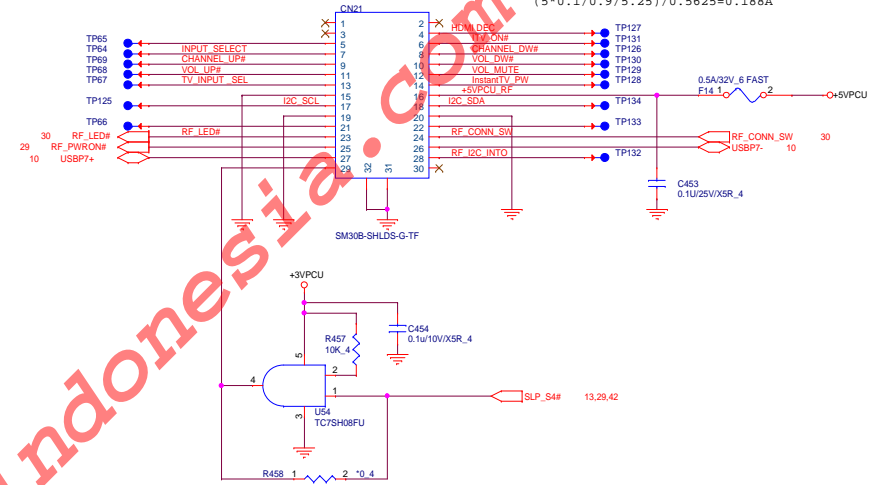 (5*0.1/0.9/5.25)/0.5625=0.188A
CN21
1 2
3 4
5 6
7 8
9 10
11 12
13 14
15 16
17 18
19 20
21 22
23 24
25 26
27 28
29 30
32 31
SM30B-SHLDS-G-TF
TP65
TP64 INPUT_SELECT
TP69 CHANNEL_UP#
TP68 VOL_UP#
TP67 TV_INPUT_SEL
TP125 I2C_SCL
TP66
30 RF_LED# RF_LED#
29 RF_PWRON#
10 USBP7+
HDMI_DEC TP127
ITV_ON# TP131
CHANNEL_DW# TP126
VOL_DW# TP130
VOL_MUTE TP129
InstantTV_PW TP128
+5VPCU_RF
I2C_SDA TP134
TP133
RF_CONN_SW RF_CONN_SW 30
USBP7- 10
RF_I2C_INTO TP132
0.5A/32V_6 FAST
F14 1 2 +5VPCU
C453
0.1U/25V/X5R_4
+3VPCU
R457
10K_4
C454
0.1u/10V/X5R_4
5
2
4
1
3
U54
TC7SH08FU
SLP_S4# 13,29,42
R458 1 2 *0_4
ndonesia.co